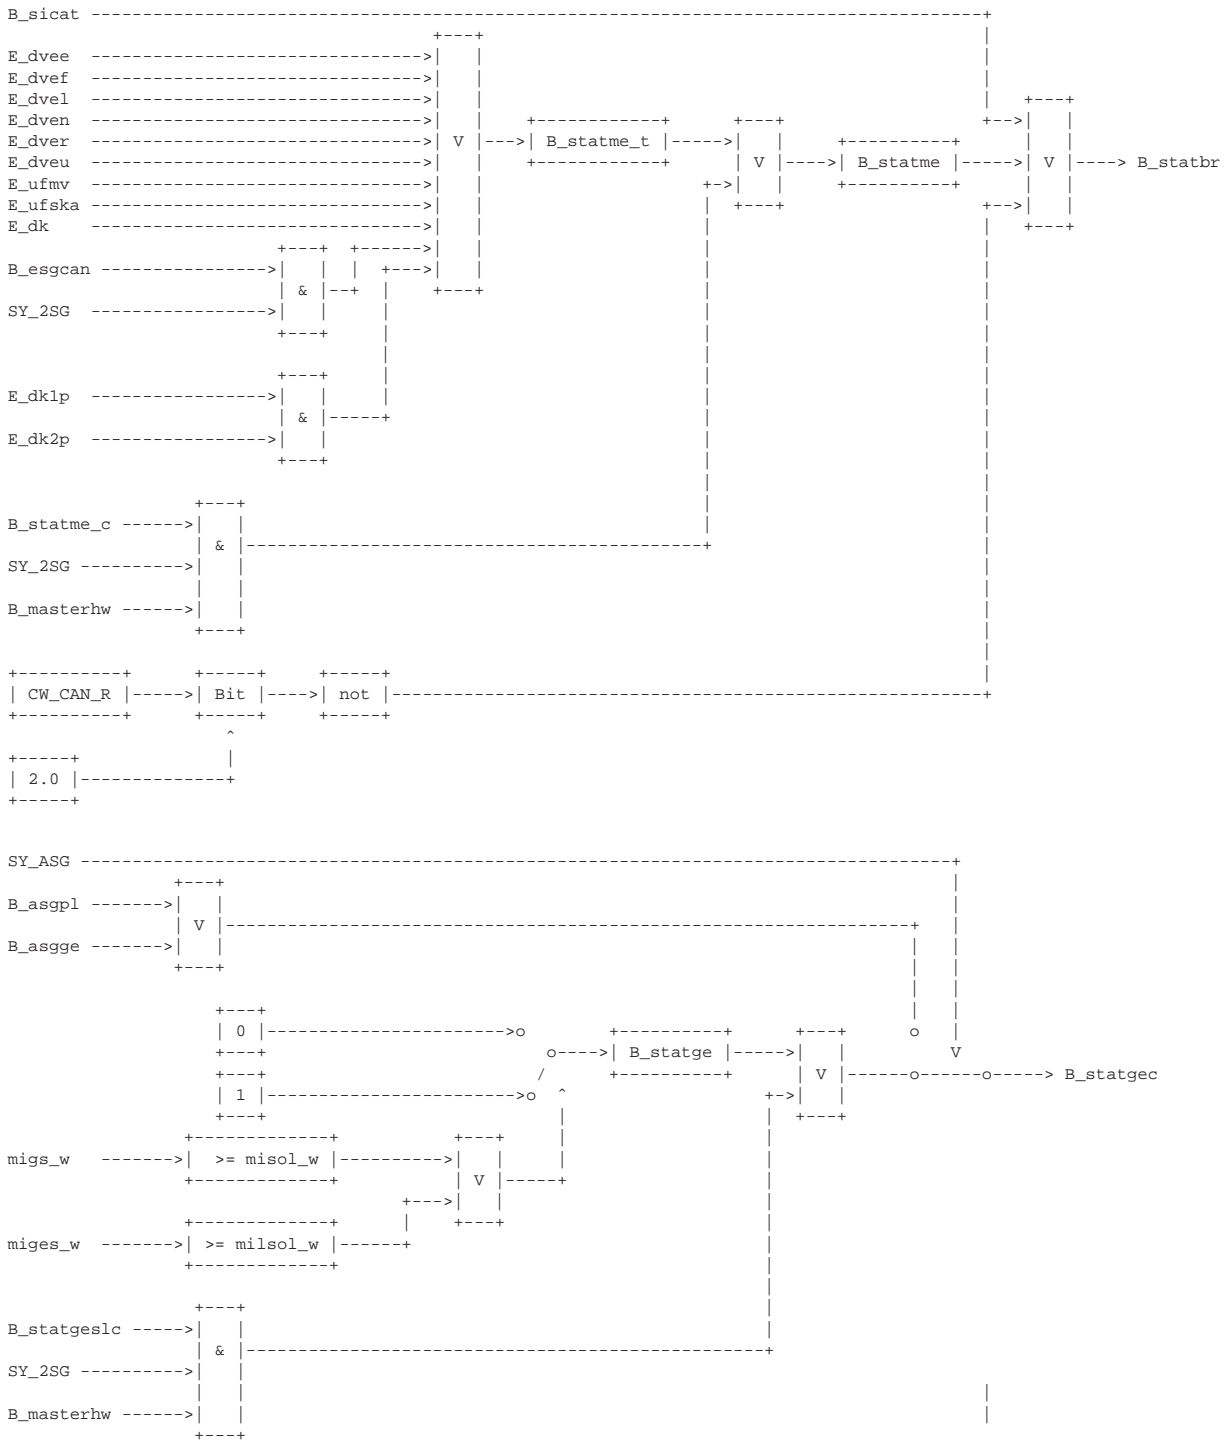 B_sicat
E_dvee
E_dvef
E_dvel
E_dven
E_dver V B_statme_t
E_dveu V B_statme V B_statbr
E_ufmv
E_ufska
E_dk
B_esgcan
&
SY_2SG
E_dk1p
&
E_dk2p
B_statme_c
&
SY_2SG
B_masterhw
CW_CAN_R Bit not
2.0
SY_ASG
B_asgpl
V
B_asgge
0
B_statge V
V B_statgec
1
migs_w >= misol_w
V
miges_w >= milsol_w
B_statgeslc
&
SY_2SG
B_masterhw